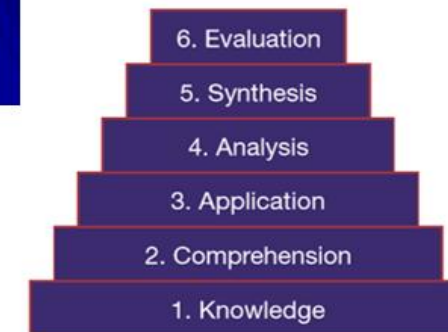 6. Evaluation
5. Synthesis
4. Analysis
3. Application
2. Comprehension
1. Knowledge